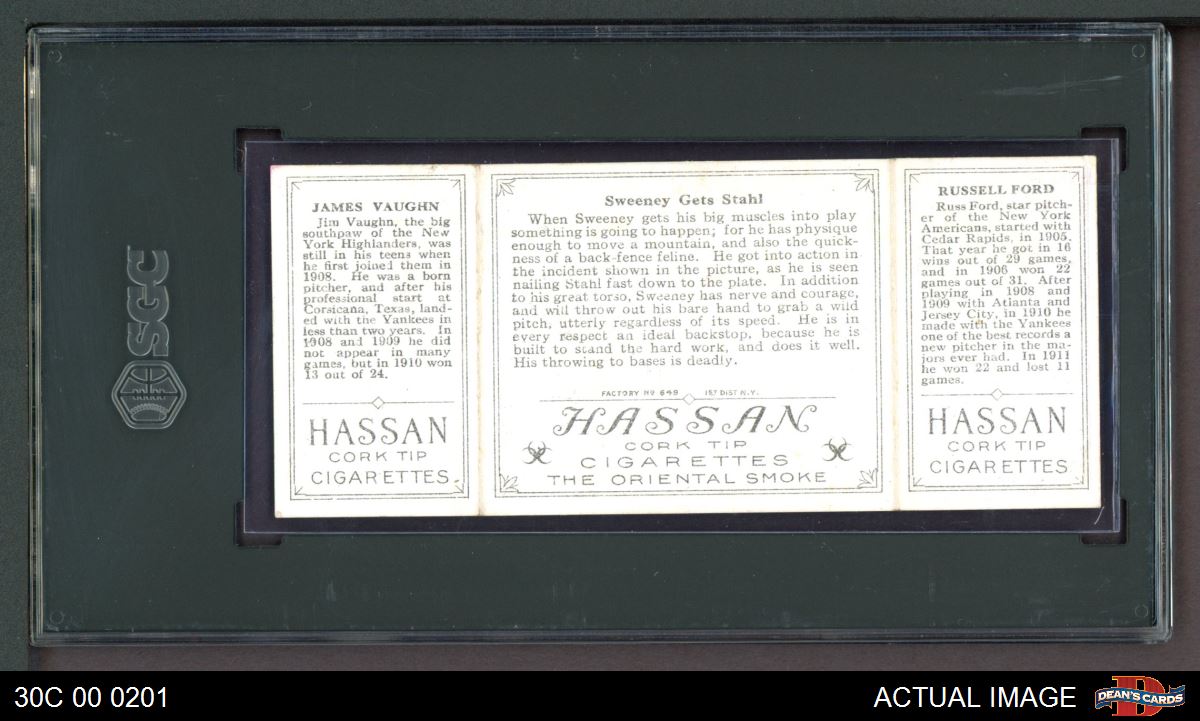 SGC
JAMES VAUGHN
Jim Vaughn, the big
southpaw of the New
York Highlanders, was
still in his teens when
he first joined them in
1908. He was a born
pitcher, and after his
professional start at
Corsicana, Texas, land-
ed with the Yankees in
less than two years. In
1908 and 1909 he did
not appear in many
games, but in 1910 won
13 out of 24.
HASSAN
CORK TIP
CIGARETTES
Sweeney Gets Stahl
When Sweeney gets his big muscles into play
something is going to happen; for he has physique
enough to move a mountain, and also the quick-
ness of a back-fence feline. He got into action in
the incident shown in the picture, as he is seen
nailing Stahl fast down to the plate. In addition
to his great torso, Sweeney has nerve and courage,
and will throw out his bare hand to grab a wild
pitch, utterly regardless of its speed. He is in
every respect an ideal backstop, because he is
built to stand the hard work, and does it well.
His throwing to bases is deadly.
FACTORY No 649 1ST DIST N.Y.
HASSAN
CORK TIP
CIGARETTES
THE ORIENTAL SMOKE
RUSSELL FORD
Russ Ford, star pitch-
er of the New York
Americans, started with
Cedar Rapids, in 1905.
That year he got in 16
wins out of 29 games,
and in 1906 won 22
games out of 31. After
playing in 1908 and
1909 with Atlanta and
Jersey City, in 1910 he
made with the Yankees
one of the best records a
new pitcher in the ma-
jors ever had. In 1911
he won 22 and lost 11
games.
HASSAN
CORK TIP
CIGARETTES
30C 00 0201
ACTUAL IMAGE
DEAN'S CARDS